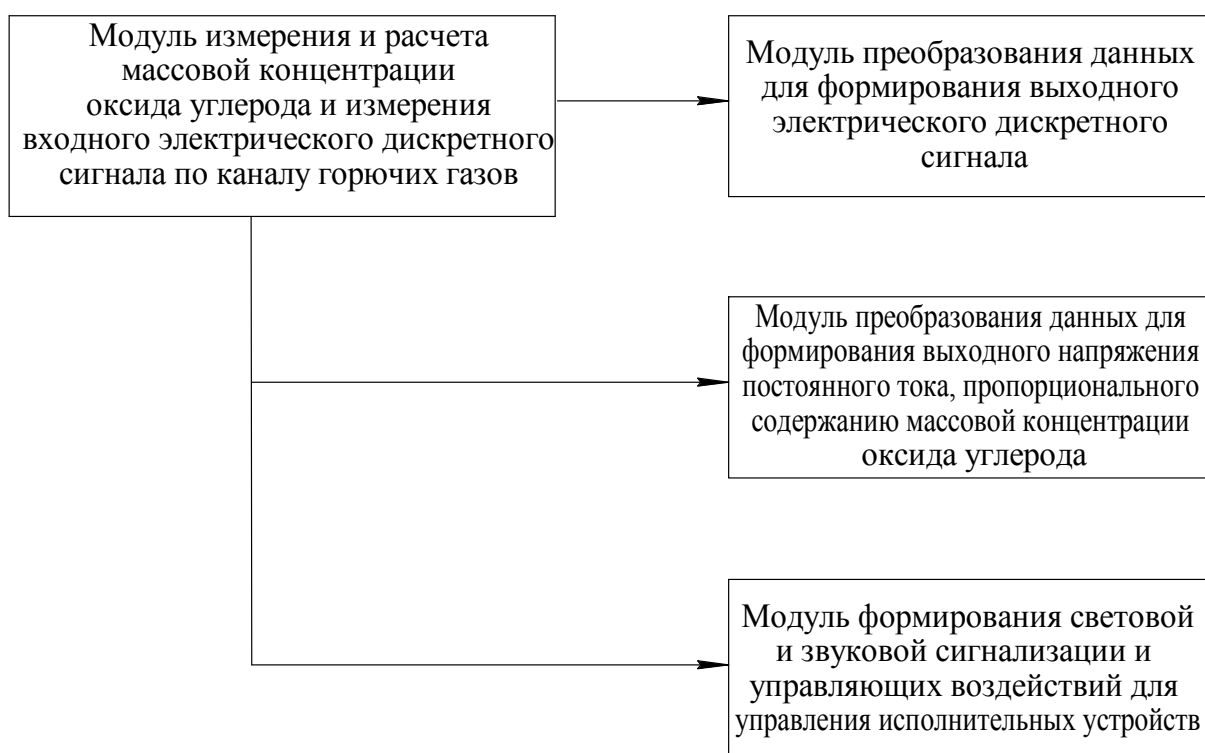 Модуль измерения и расчета
массовой концентрации
оксида углерода и измерения
входного электрического дискретного
сигнала по каналу горючих газов
Модуль преобразования данных
для формирования выходного
электрического дискретного
сигнала
Модуль преобразования данных для
формирования выходного напряжения
постоянного тока, пропорционального
содержанию массовой концентрации
оксида углерода
Модуль формирования световой
и звуковой сигнализации и
управляющих воздействий для
управления исполнительных устройств